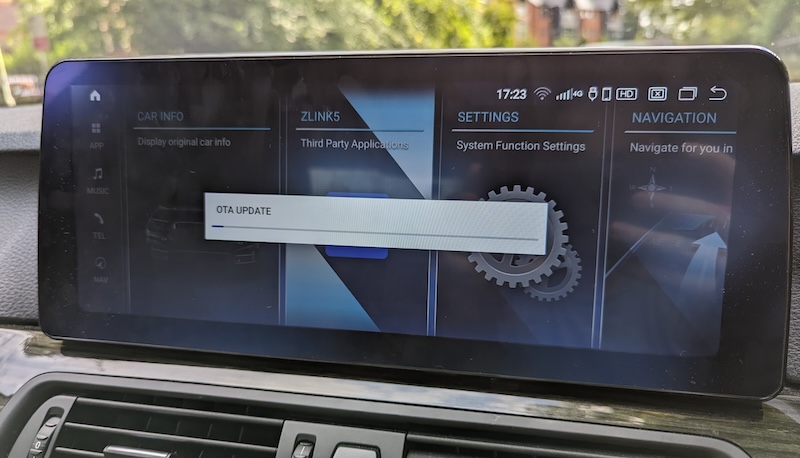 17:23 4G HD
CAR INFO
Display original car info
ZLINK5
Third Party Applications
SETTINGS
System Function Settings
NAVIGATION
Navigate for you in
APP
MUSIC
TEL
NAV
OTA UPDATE